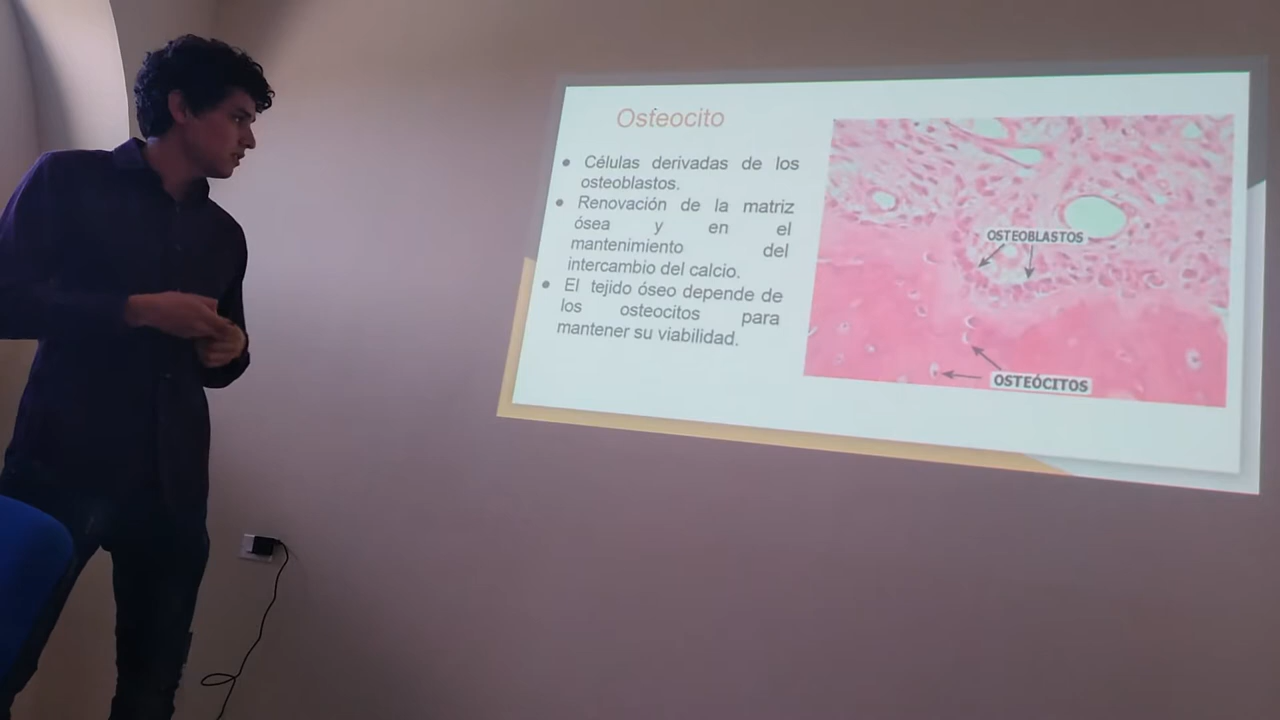 Osteocito
● Células derivadas de los
osteoblastos.
● Renovación de la matriz
ósea y en el
mantenimiento del
intercambio del calcio.
● El tejido óseo depende de
los osteocitos para
mantener su viabilidad.
OSTEOBLASTOS
OSTEÓCITOS